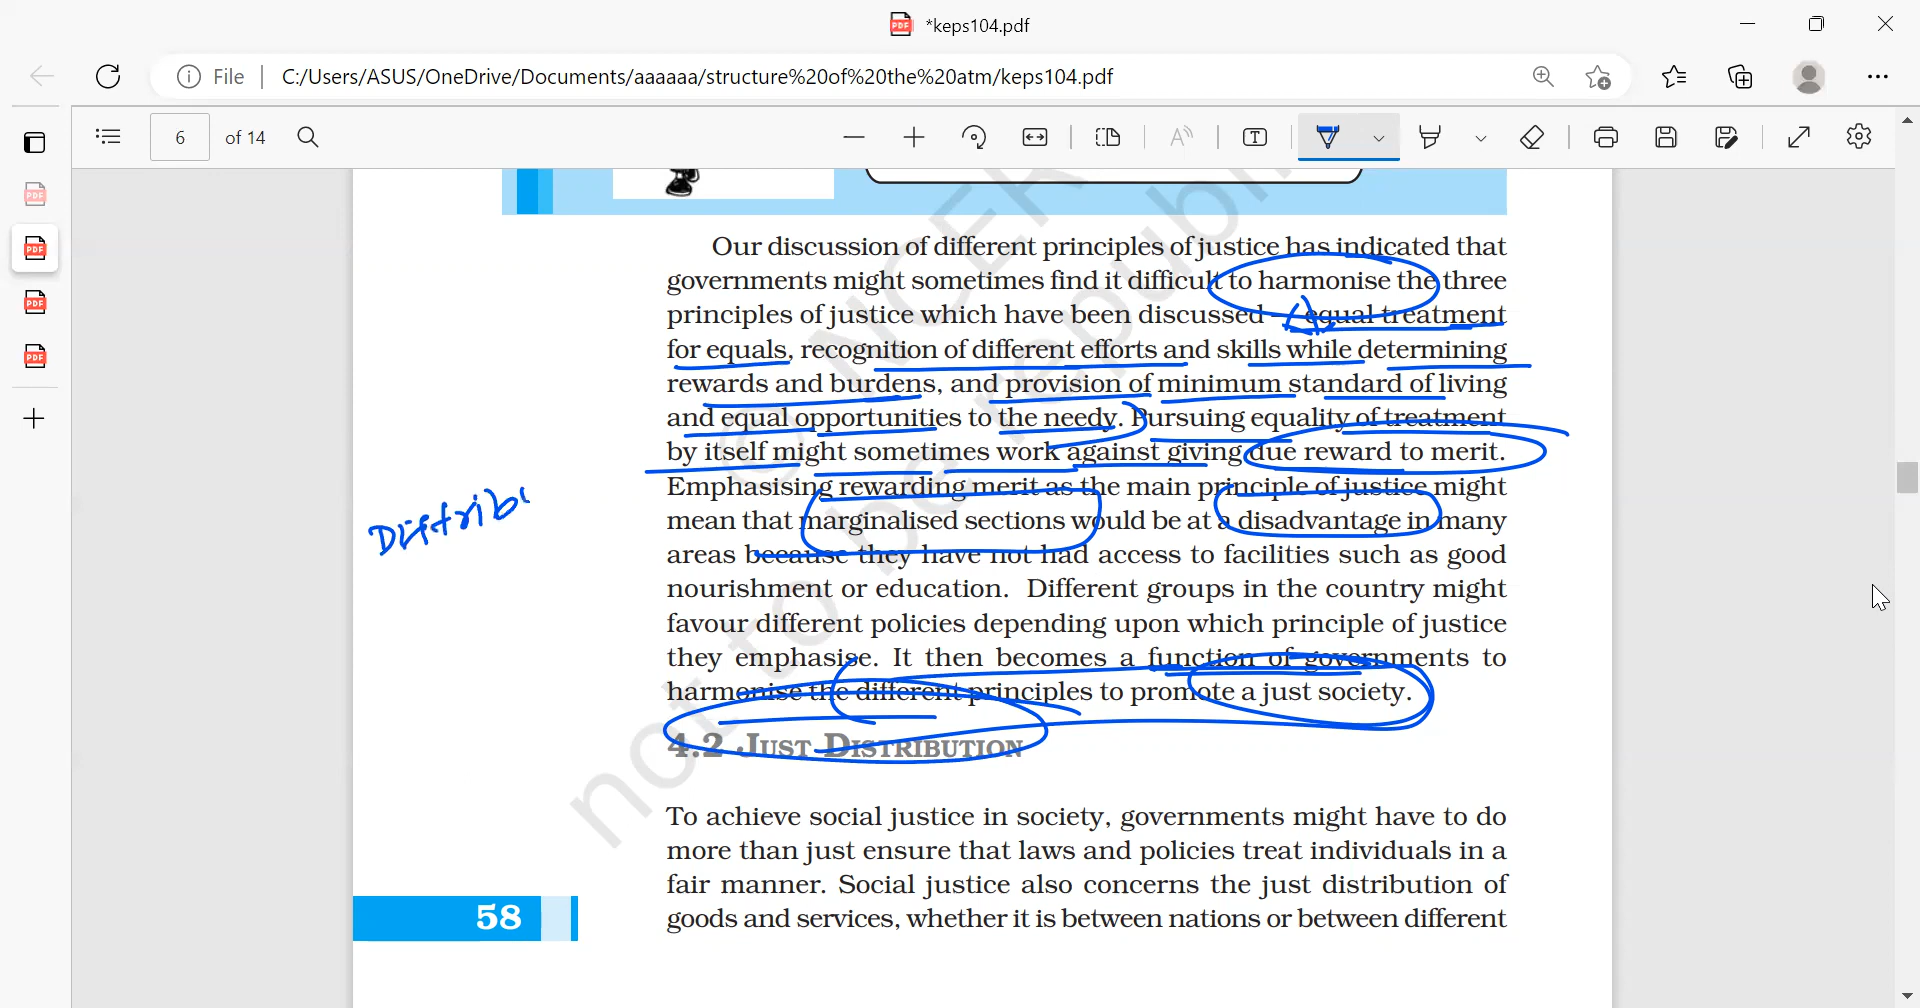 *keps104.pdf
File
C:/Users/ASUS/OneDrive/Documents/aaaaaa/structure%20of%20the%20atm/keps104.pdf
6 of 14
Our discussion of different principles of justice has indicated that
governments might sometimes find it difficult to harmonise the three
principles of justice which have been discussed equal treatment
for equals, recognition of different efforts and skills while determining
rewards and burdens, and provision of minimum standard of living
and equal opportunities to the needy. Pursuing equality of treatment
by itself might sometimes work against giving due reward to merit.
Emphasising rewarding merit as the main principle of justice might
mean that marginalised sections would be at a disadvantage in many
areas because they have not had access to facilities such as good
nourishment or education. Different groups in the country might
favour different policies depending upon which principle of justice
they emphasise. It then becomes a function of governments to
harmonise the different principles to promote a just society.
4.2 Just Distribution
To achieve social justice in society, governments might have to do
more than just ensure that laws and policies treat individuals in a
fair manner. Social justice also concerns the just distribution of
goods and services, whether it is between nations or between different
58
© NCER
not to be republi